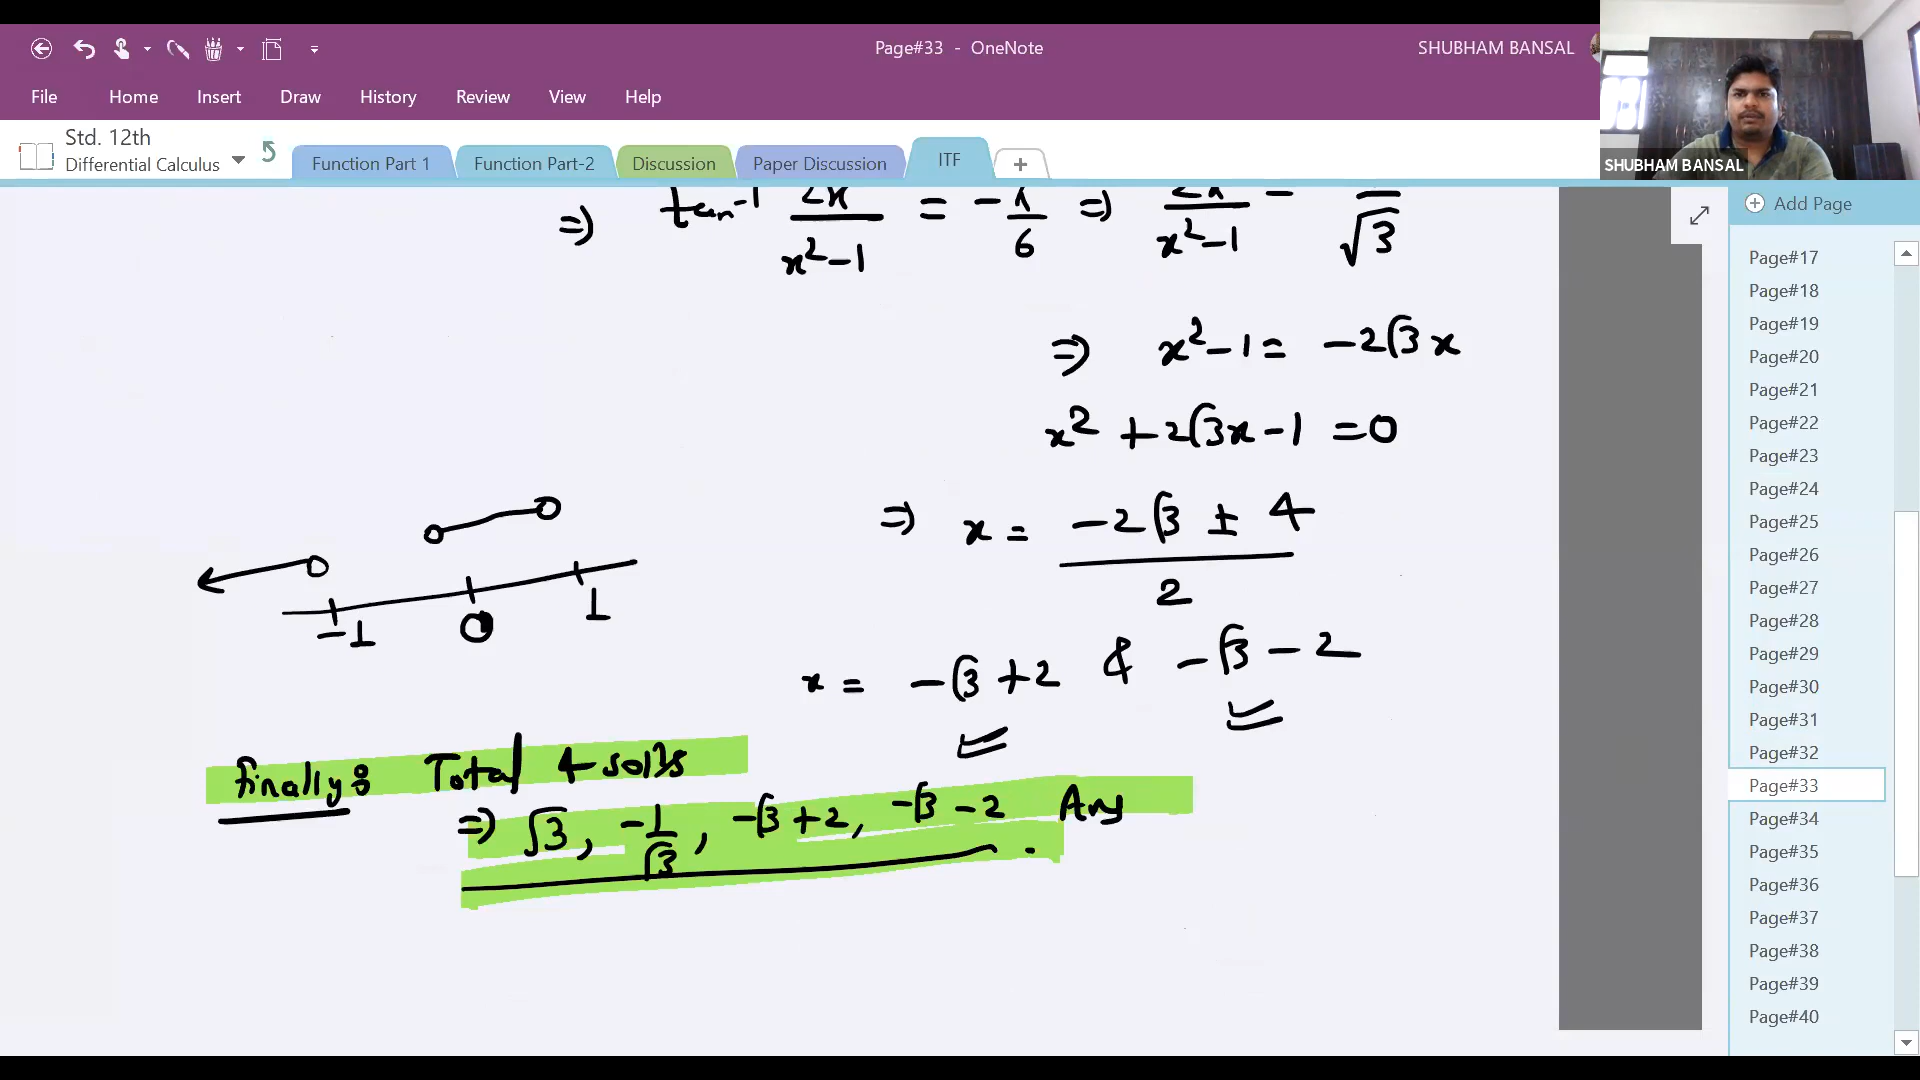 Page#33 - OneNote
SHUBHAM BANSAL
File Home Insert Draw History Review View Help
Std. 12th
Differential Calculus
Function Part 1
Function Part-2
Discussion
Paper Discussion
ITF
SHUBHAM BANSAL
Add Page
⇒ tan⁻¹ 2x/(x²-1) = -π/6 ⇒ 2x/(x²-1) = /√3
⇒ x²-1 = -2√3x
x² + 2√3x - 1 = 0
⇒ x = (-2√3 ± 4)/2
-1 0 1
x = -√3+2 & -√3-2
finally: Total 4 solns
⇒ √3, -1/√3, -√3+2, -√3-2 Ans.
Page#17
Page#18
Page#19
Page#20
Page#21
Page#22
Page#23
Page#24
Page#25
Page#26
Page#27
Page#28
Page#29
Page#30
Page#31
Page#32
Page#33
Page#34
Page#35
Page#36
Page#37
Page#38
Page#39
Page#40